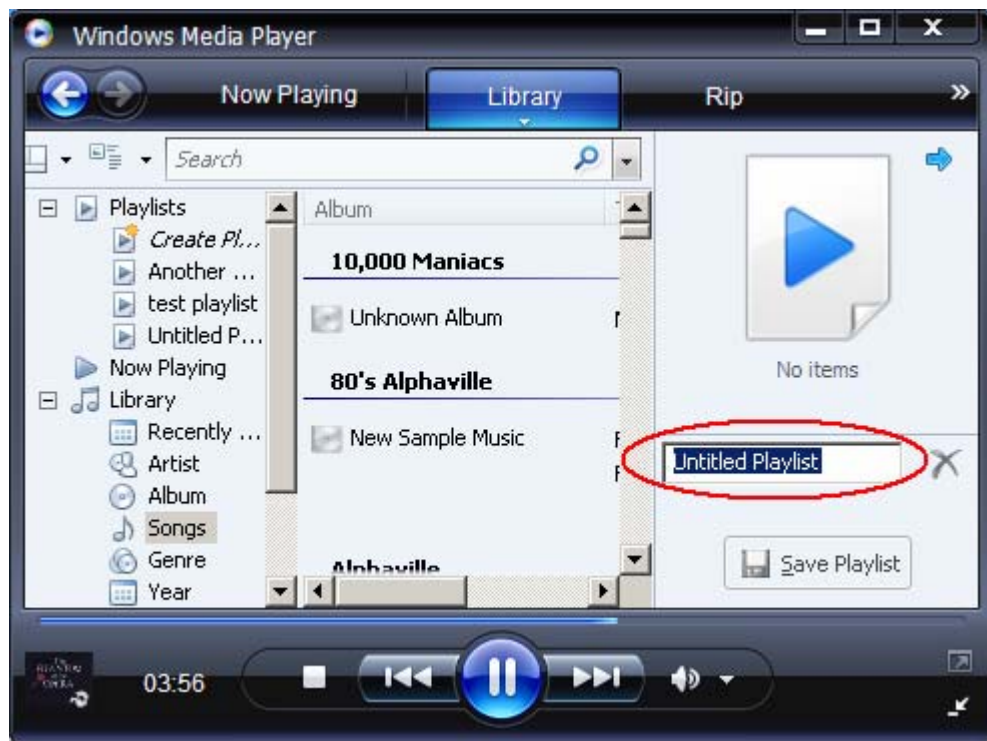 Windows Media Player
Now Playing
Library
Rip
»
Search
Playlists
Create Pl...
Another ...
test playlist
Untitled P...
Now Playing
Library
Recently ...
Artist
Album
Songs
Genre
Year
Album
10,000 Maniacs
Unknown Album
80's Alphaville
New Sample Music
Alphaville
No items
Untitled Playlist
Save Playlist
03:56